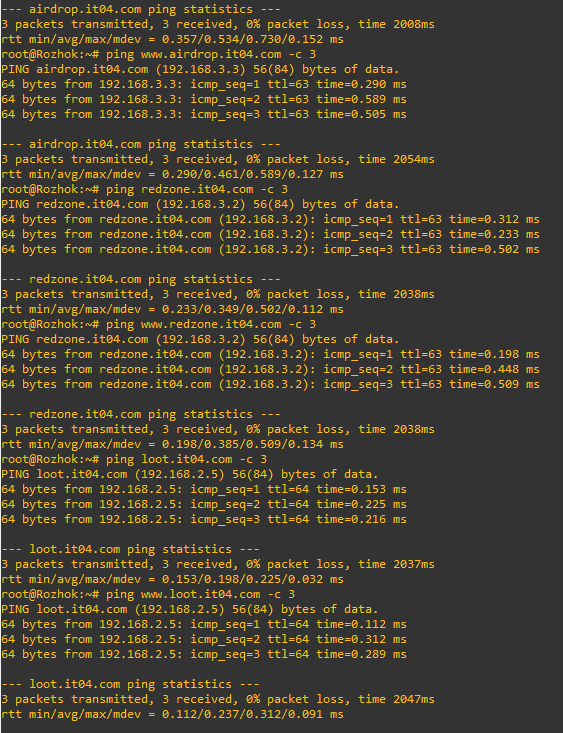 --- airdrop.it04.com ping statistics ---
3 packets transmitted, 3 received, 0% packet loss, time 2008ms
rtt min/avg/max/mdev = 0.357/0.534/0.730/0.152 ms
root@Rozhok:~# ping www.airdrop.it04.com -c 3
PING airdrop.it04.com (192.168.3.3) 56(84) bytes of data.
64 bytes from 192.168.3.3: icmp_seq=1 ttl=63 time=0.290 ms
64 bytes from 192.168.3.3: icmp_seq=2 ttl=63 time=0.589 ms
64 bytes from 192.168.3.3: icmp_seq=3 ttl=63 time=0.505 ms

--- airdrop.it04.com ping statistics ---
3 packets transmitted, 3 received, 0% packet loss, time 2054ms
rtt min/avg/max/mdev = 0.290/0.461/0.589/0.127 ms
root@Rozhok:~# ping redzone.it04.com -c 3
PING redzone.it04.com (192.168.3.2) 56(84) bytes of data.
64 bytes from redzone.it04.com (192.168.3.2): icmp_seq=1 ttl=63 time=0.312 ms
64 bytes from redzone.it04.com (192.168.3.2): icmp_seq=2 ttl=63 time=0.233 ms
64 bytes from redzone.it04.com (192.168.3.2): icmp_seq=3 ttl=63 time=0.502 ms

--- redzone.it04.com ping statistics ---
3 packets transmitted, 3 received, 0% packet loss, time 2038ms
rtt min/avg/max/mdev = 0.233/0.349/0.502/0.112 ms
root@Rozhok:~# ping www.redzone.it04.com -c 3
PING redzone.it04.com (192.168.3.2) 56(84) bytes of data.
64 bytes from redzone.it04.com (192.168.3.2): icmp_seq=1 ttl=63 time=0.198 ms
64 bytes from redzone.it04.com (192.168.3.2): icmp_seq=2 ttl=63 time=0.448 ms
64 bytes from redzone.it04.com (192.168.3.2): icmp_seq=3 ttl=63 time=0.509 ms

--- redzone.it04.com ping statistics ---
3 packets transmitted, 3 received, 0% packet loss, time 2038ms
rtt min/avg/max/mdev = 0.198/0.385/0.509/0.134 ms
root@Rozhok:~# ping loot.it04.com -c 3
PING loot.it04.com (192.168.2.5) 56(84) bytes of data.
64 bytes from 192.168.2.5: icmp_seq=1 ttl=64 time=0.153 ms
64 bytes from 192.168.2.5: icmp_seq=2 ttl=64 time=0.225 ms
64 bytes from 192.168.2.5: icmp_seq=3 ttl=64 time=0.216 ms

--- loot.it04.com ping statistics ---
3 packets transmitted, 3 received, 0% packet loss, time 2037ms
rtt min/avg/max/mdev = 0.153/0.198/0.225/0.032 ms
root@Rozhok:~# ping www.loot.it04.com -c 3
PING loot.it04.com (192.168.2.5) 56(84) bytes of data.
64 bytes from 192.168.2.5: icmp_seq=1 ttl=64 time=0.112 ms
64 bytes from 192.168.2.5: icmp_seq=2 ttl=64 time=0.312 ms
64 bytes from 192.168.2.5: icmp_seq=3 ttl=64 time=0.289 ms

--- loot.it04.com ping statistics ---
3 packets transmitted, 3 received, 0% packet loss, time 2047ms
rtt min/avg/max/mdev = 0.112/0.237/0.312/0.091 ms